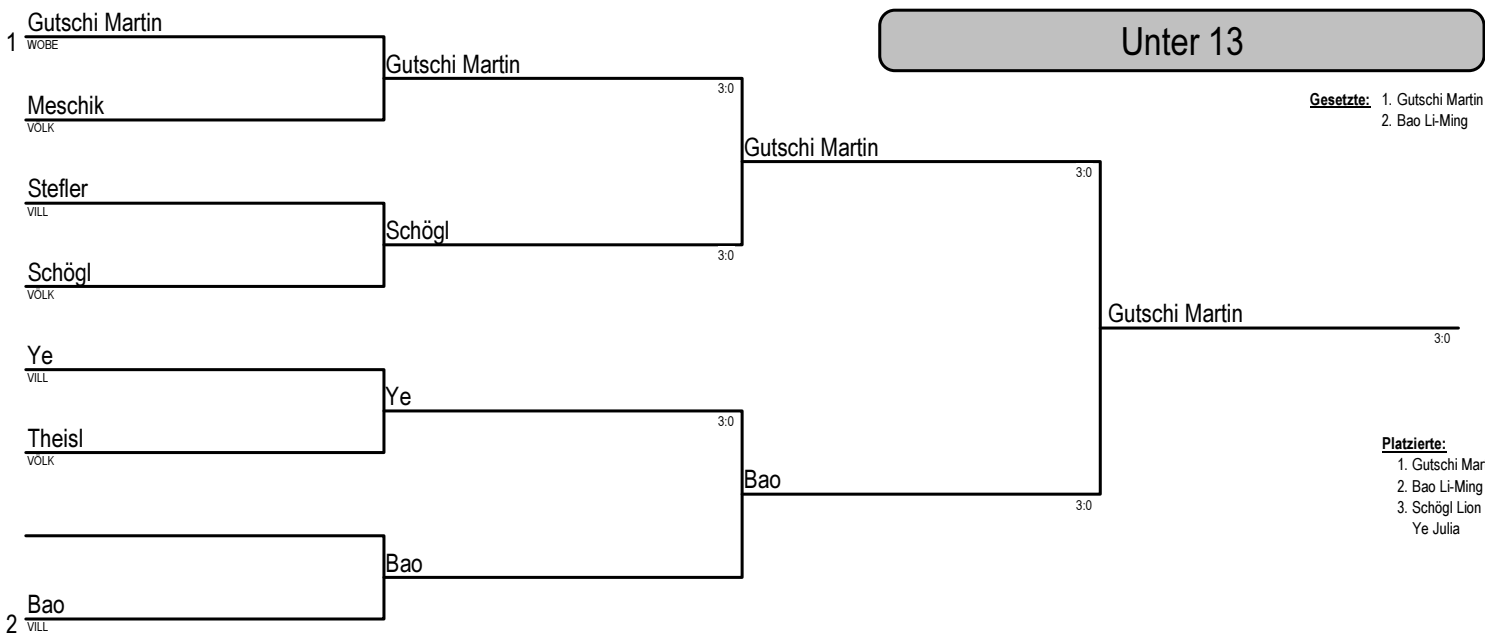 Unter 13
Gesetzte: 1. Gutschi Martin
2. Bao Li-Ming
1 Gutschi Martin
WOBE
Meschik
VÖLK
Stefler
VILL
Schögl
VÖLK
Ye
VILL
Theisl
VÖLK
2 Bao
VILL
Gutschi Martin
3:0
Schögl
3:0
Ye
3:0
Bao
Gutschi Martin
3:0
Bao
3:0
Gutschi Martin
3:0
Platzierte:
1. Gutschi Mar
2. Bao Li-Ming
3. Schögl Lion
Ye Julia